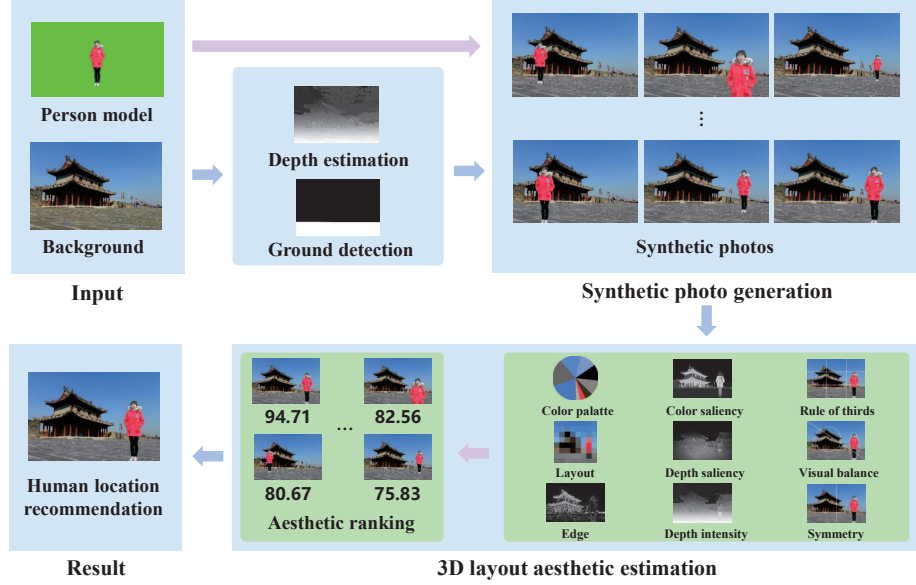 Person model
Background
Input
Depth estimation
Ground detection
⋮
Synthetic photos
Synthetic photo generation
94.71
...
82.56
80.67
75.83
Aesthetic ranking
Color palatte
Color saliency
Rule of thirds
Layout
Depth saliency
Visual balance
Edge
Depth intensity
Symmetry
3D layout aesthetic estimation
Human location
recommendation
Result